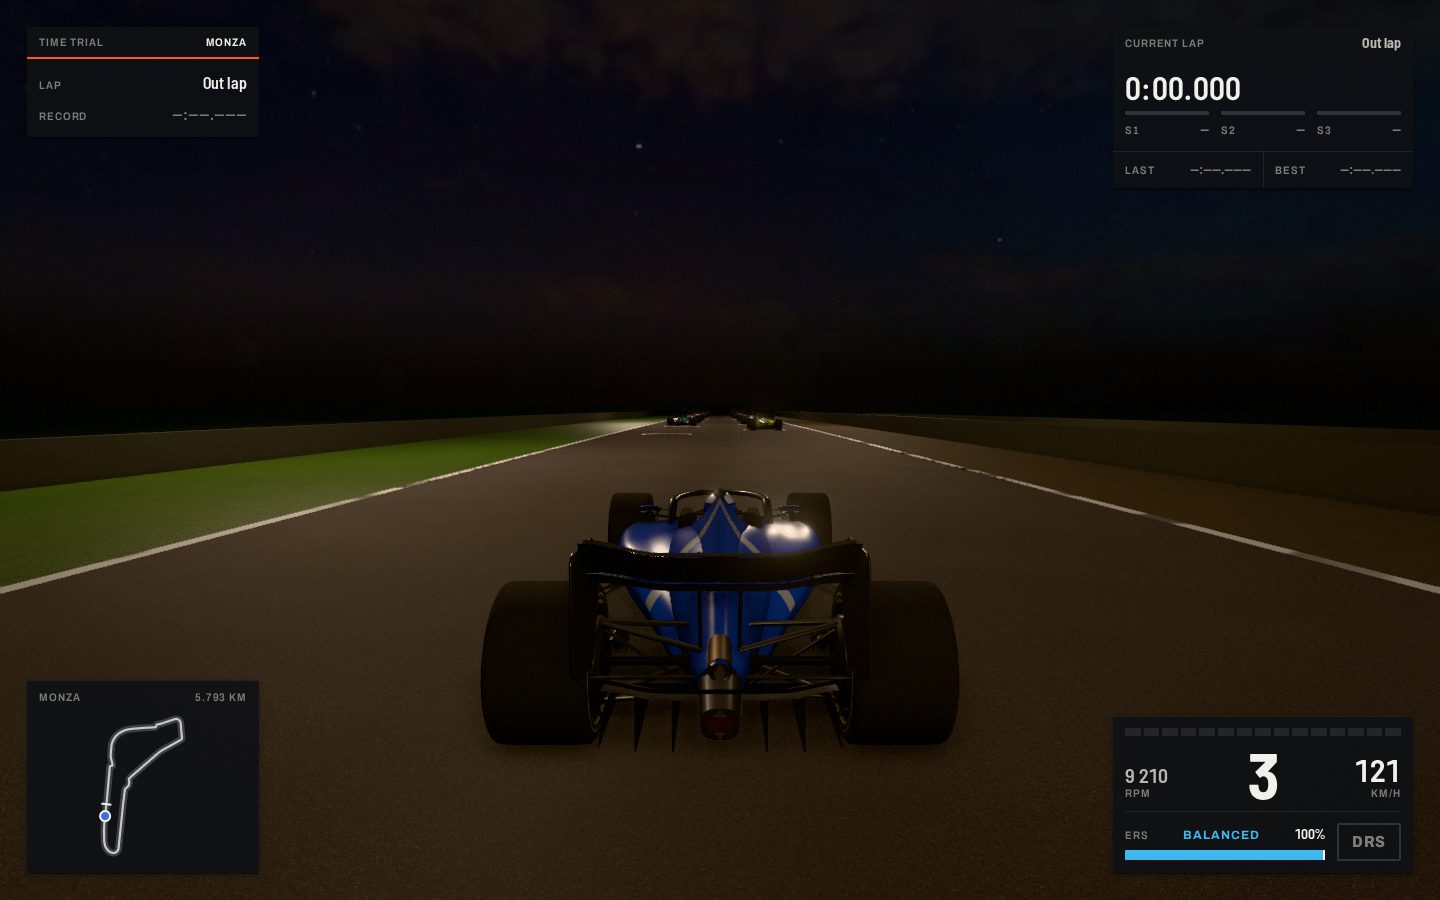 TIME TRIAL MONZA
LAP Out lap
RECORD –:––.–––
CURRENT LAP Out lap
0:00.000
S1 – S2 – S3 –
LAST –:––.––– BEST –:––.–––
MONZA 5.793 KM
9 210 RPM
3
121 KM/H
ERS BALANCED 100%
DRS